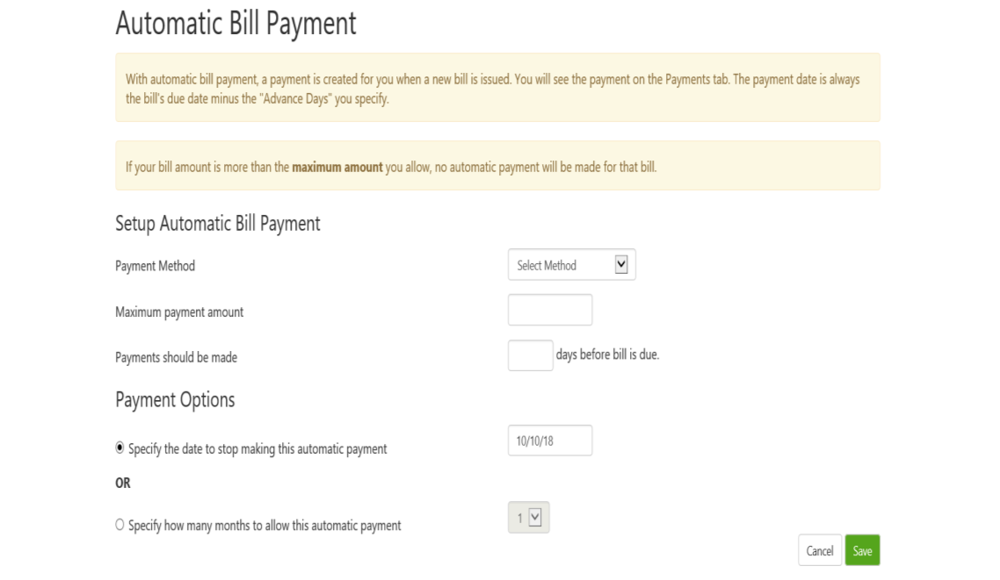 Automatic Bill Payment
With automatic bill payment, a payment is created for you when a new bill is issued. You will see the payment on the Payments tab. The payment date is always
the bill's due date minus the "Advance Days" you specify.
If your bill amount is more than the maximum amount you allow, no automatic payment will be made for that bill.
Setup Automatic Bill Payment
Payment Method Select Method
Maximum payment amount
Payments should be made days before bill is due.
Payment Options
Specify the date to stop making this automatic payment 10/10/18
OR
Specify how many months to allow this automatic payment 1
Cancel Save